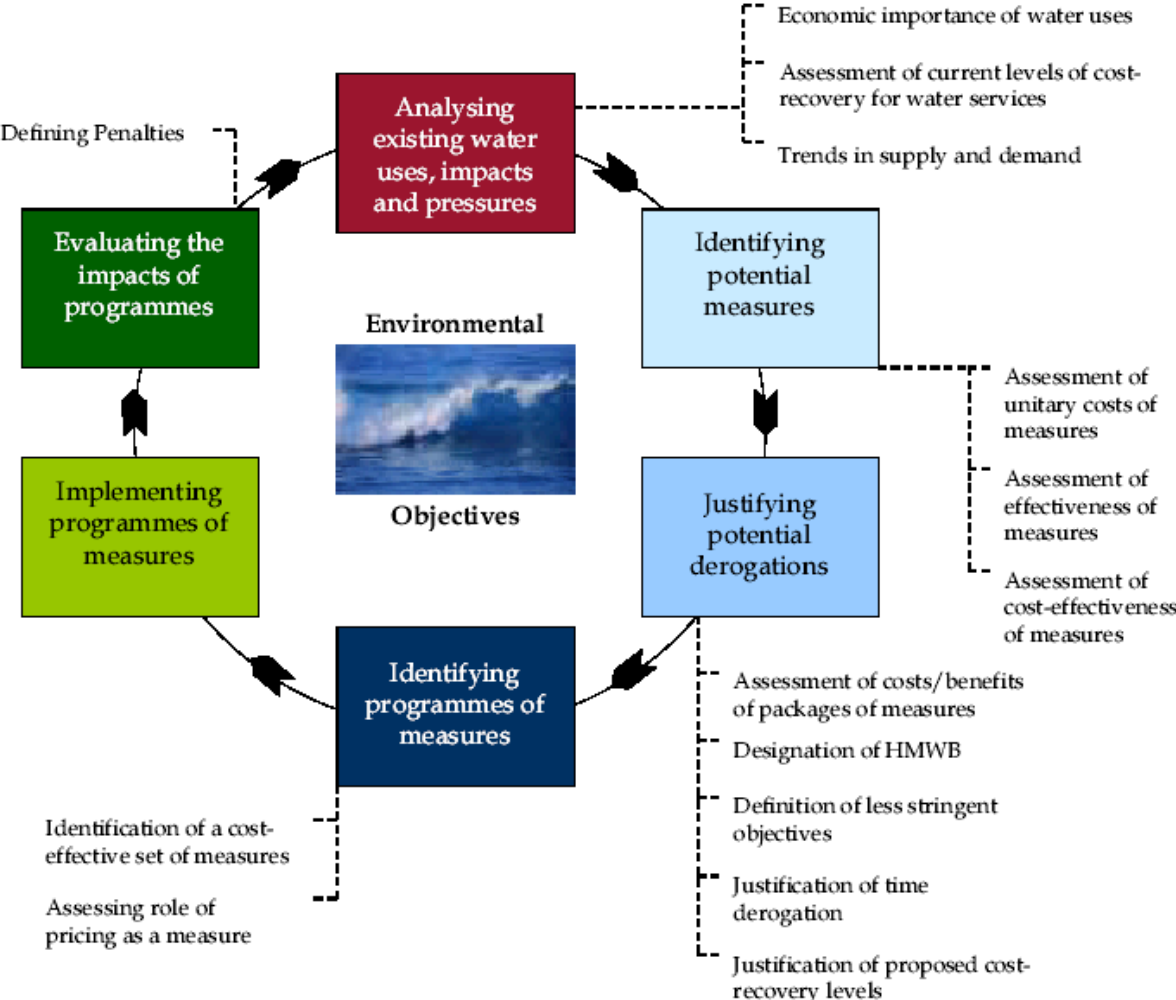 Economic importance of water uses
Assessment of current levels of cost-
recovery for water services
Trends in supply and demand
Analysing
existing water
uses, impacts
and pressures
Defining Penalties
Evaluating the
impacts of
programmes
Identifying
potential
measures
Environmental
Objectives
Assessment of
unitary costs of
measures
Assessment of
effectiveness of
measures
Assessment of
cost-effectiveness
of measures
Implementing
programmes of
measures
Justifying
potential
derogations
Identifying
programmes of
measures
Assessment of costs/benefits
of packages of measures
Designation of HMWB
Definition of less stringent
objectives
Justification of time
derogation
Justification of proposed cost-
recovery levels
Identification of a cost-
effective set of measures
Assessing role of
pricing as a measure